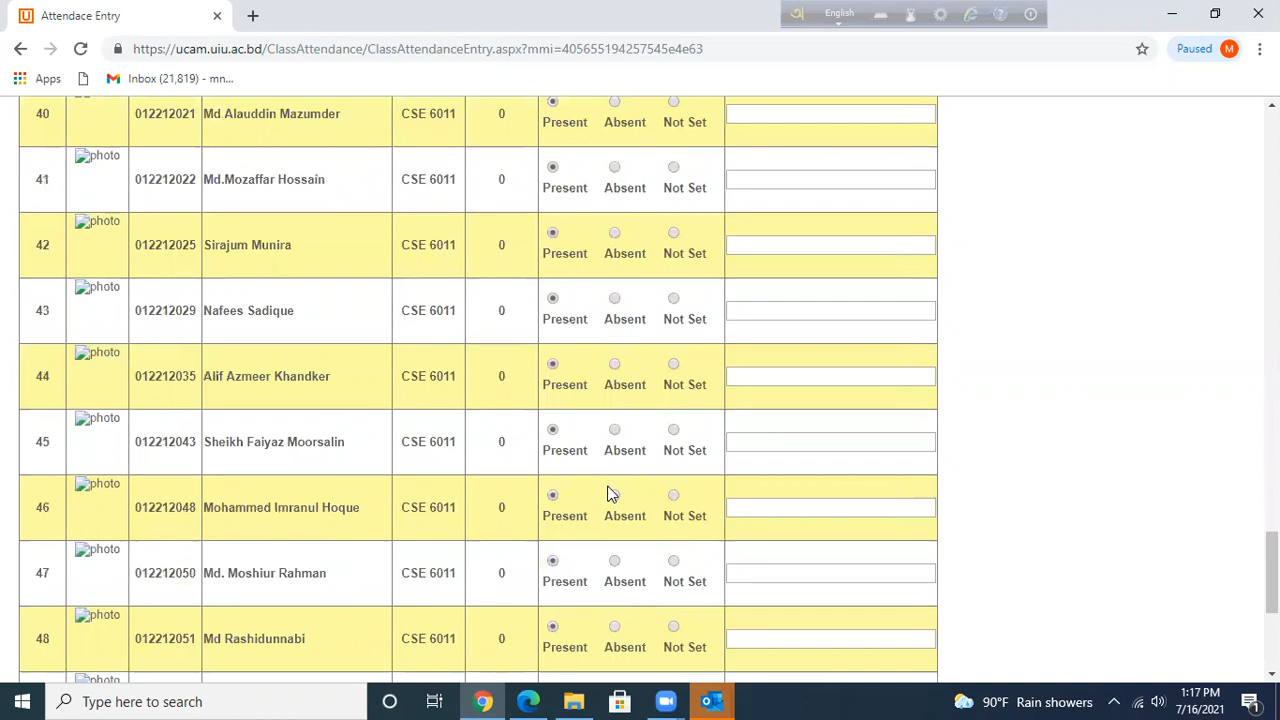 Attendace Entry
English
https://ucam.uiu.ac.bd/ClassAttendance/ClassAttendanceEntry.aspx?mmi=405655194257545e4e63
Paused M
Apps Inbox (21,819) - mn...
40 012212021 Md Alauddin Mazumder CSE 6011 0 Present Absent Not Set
41 photo 012212022 Md.Mozaffar Hossain CSE 6011 0 Present Absent Not Set
42 photo 012212025 Sirajum Munira CSE 6011 0 Present Absent Not Set
43 photo 012212029 Nafees Sadique CSE 6011 0 Present Absent Not Set
44 photo 012212035 Alif Azmeer Khandker CSE 6011 0 Present Absent Not Set
45 photo 012212043 Sheikh Faiyaz Moorsalin CSE 6011 0 Present Absent Not Set
46 photo 012212048 Mohammed Imranul Hoque CSE 6011 0 Present Absent Not Set
47 photo 012212050 Md. Moshiur Rahman CSE 6011 0 Present Absent Not Set
48 photo 012212051 Md Rashidunnabi CSE 6011 0 Present Absent Not Set
photo
Type here to search
90°F Rain showers
1:17 PM
7/16/2021
1